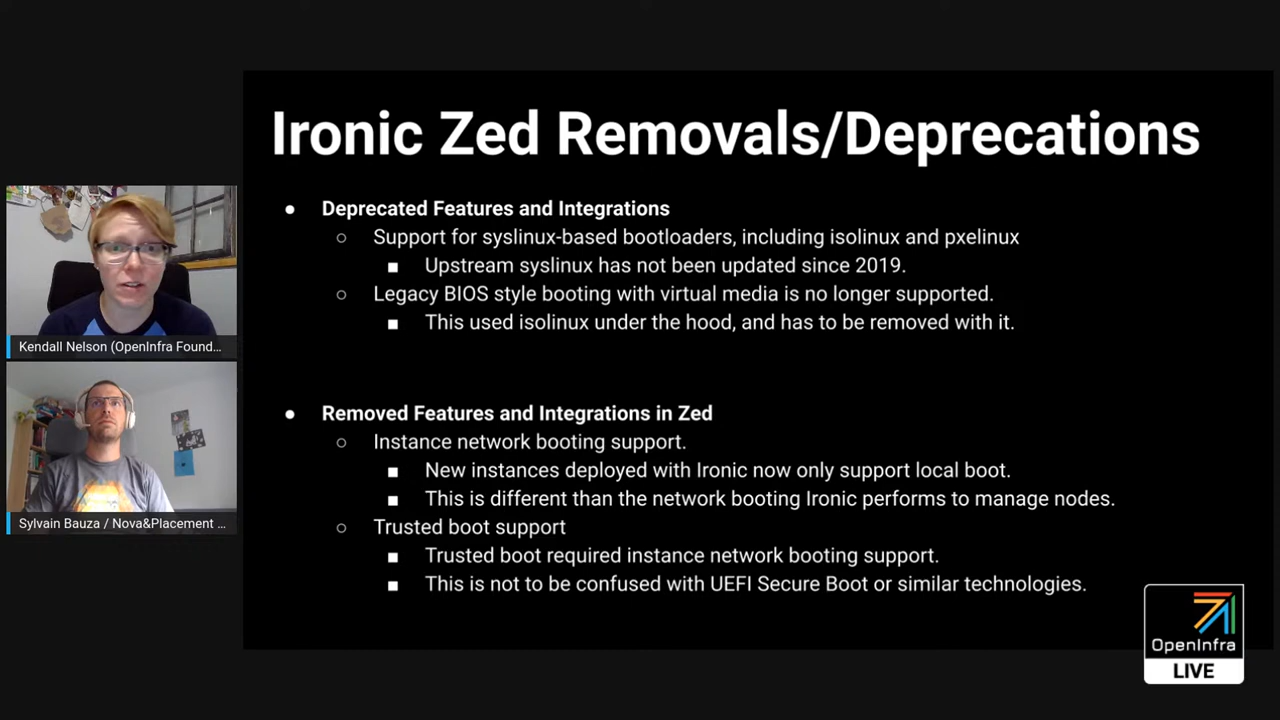 Ironic Zed Removals/Deprecations
● Deprecated Features and Integrations
○ Support for syslinux-based bootloaders, including isolinux and pxelinux
■ Upstream syslinux has not been updated since 2019.
○ Legacy BIOS style booting with virtual media is no longer supported.
■ This used isolinux under the hood, and has to be removed with it.
● Removed Features and Integrations in Zed
○ Instance network booting support.
■ New instances deployed with Ironic now only support local boot.
■ This is different than the network booting Ironic performs to manage nodes.
○ Trusted boot support
■ Trusted boot required instance network booting support.
■ This is not to be confused with UEFI Secure Boot or similar technologies.
Kendall Nelson (OpenInfra Found...
Sylvain Bauza / Nova&Placement ...
OpenInfra
LIVE